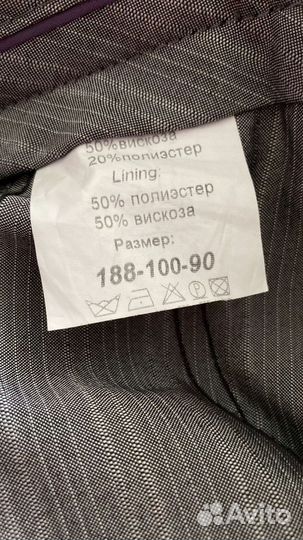 50%вискоза
20%полиэстер
Lining:
50% полиэстер
50% вискоза
Размер:
188-100-90
P
Avito